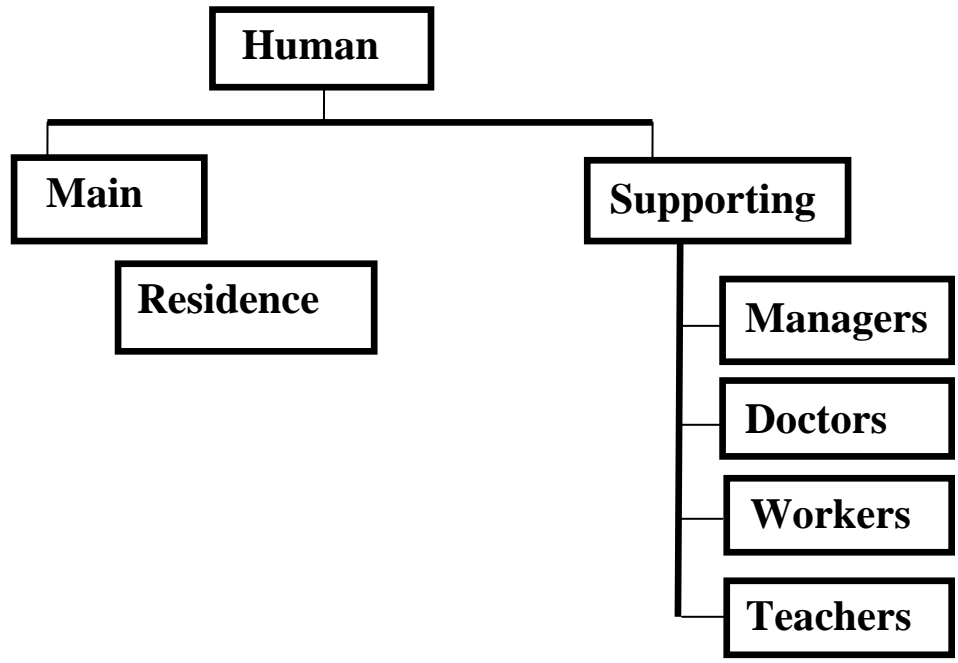 Human
Main
Supporting
Residence
Managers
Doctors
Workers
Teachers